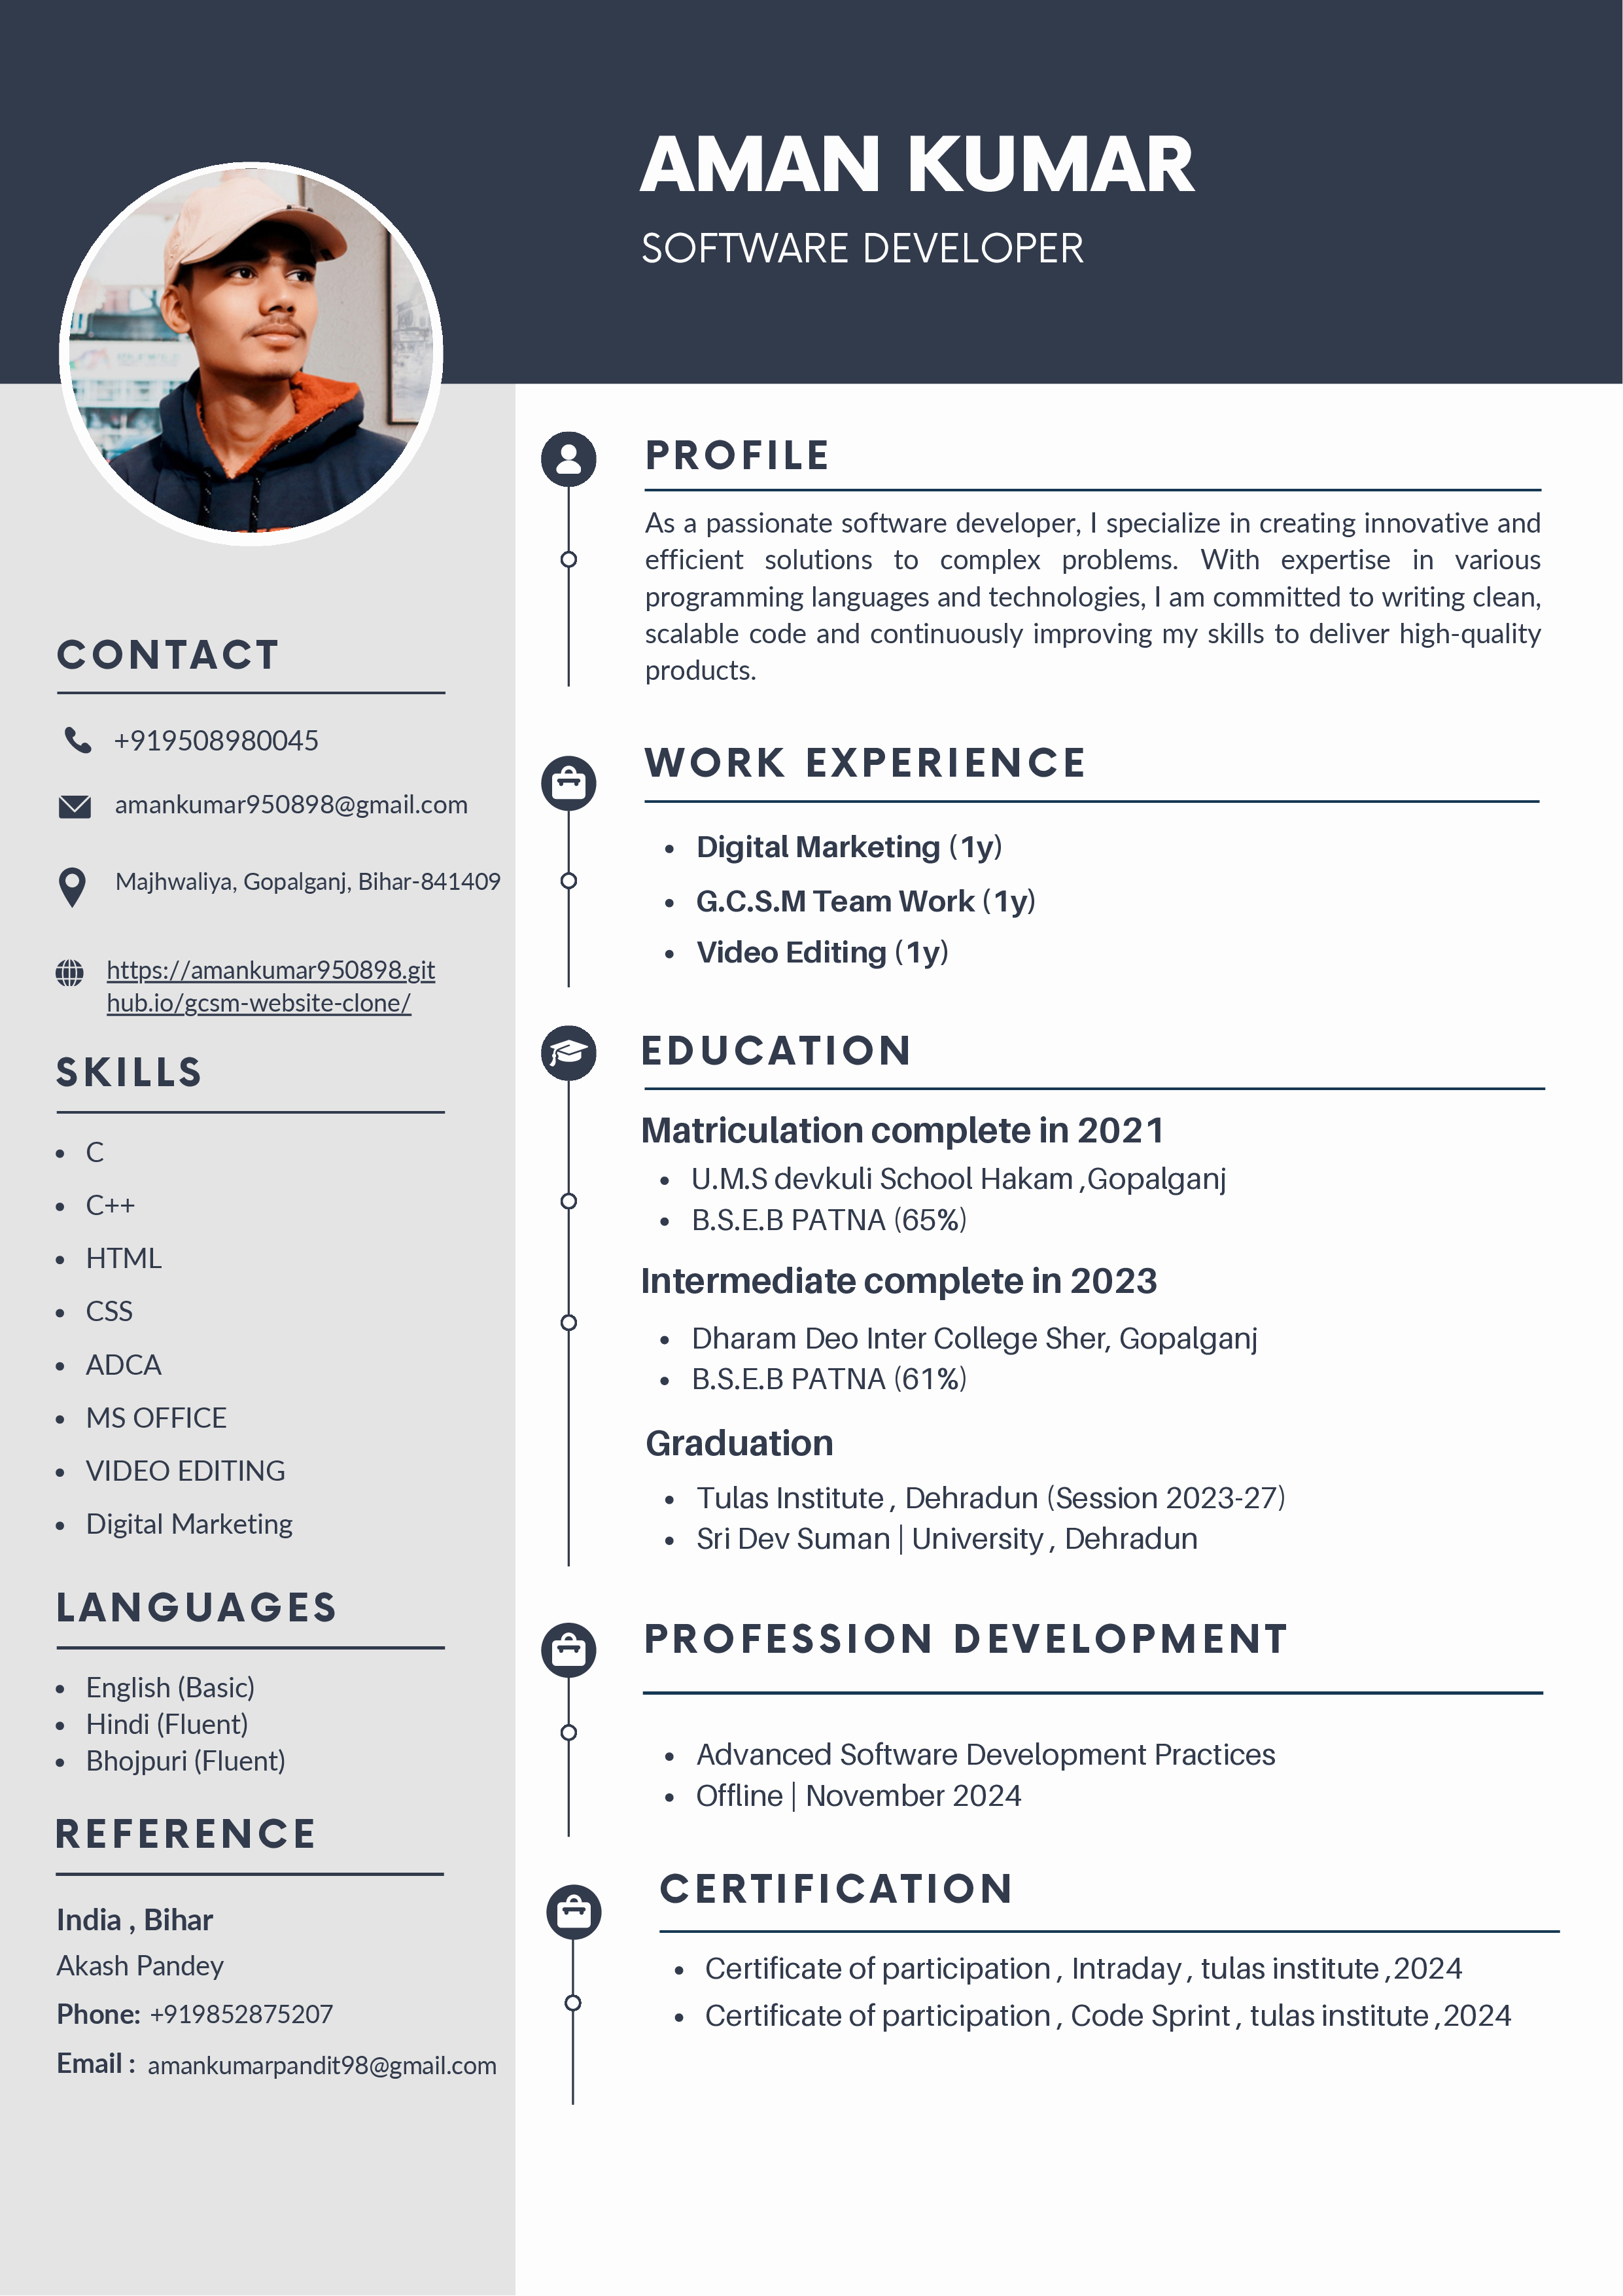 AMAN KUMAR
SOFTWARE DEVELOPER
CONTACT
+919508980045
amankumar950898@gmail.com
Majhwaliya, Gopalganj, Bihar-841409
https://amankumar950898.git
hub.io/gcsm-website-clone/
SKILLS
• C
• C++
• HTML
• CSS
• ADCA
• MS OFFICE
• VIDEO EDITING
• Digital Marketing
LANGUAGES
• English (Basic)
• Hindi (Fluent)
• Bhojpuri (Fluent)
REFERENCE
India , Bihar
Akash Pandey
Phone: +919852875207
Email : amankumarpandit98@gmail.com
PROFILE
As a passionate software developer, I specialize in creating innovative and
efficient solutions to complex problems. With expertise in various
programming languages and technologies, I am committed to writing clean,
scalable code and continuously improving my skills to deliver high-quality
products.
WORK EXPERIENCE
• Digital Marketing (1y)
• G.C.S.M Team Work (1y)
• Video Editing (1y)
EDUCATION
Matriculation complete in 2021
• U.M.S devkuli School Hakam ,Gopalganj
• B.S.E.B PATNA (65%)
Intermediate complete in 2023
• Dharam Deo Inter College Sher, Gopalganj
• B.S.E.B PATNA (61%)
Graduation
• Tulas Institute , Dehradun (Session 2023-27)
• Sri Dev Suman | University , Dehradun
PROFESSION DEVELOPMENT
• Advanced Software Development Practices
• Offline | November 2024
CERTIFICATION
• Certificate of participation , Intraday , tulas institute ,2024
• Certificate of participation , Code Sprint , tulas institute ,2024